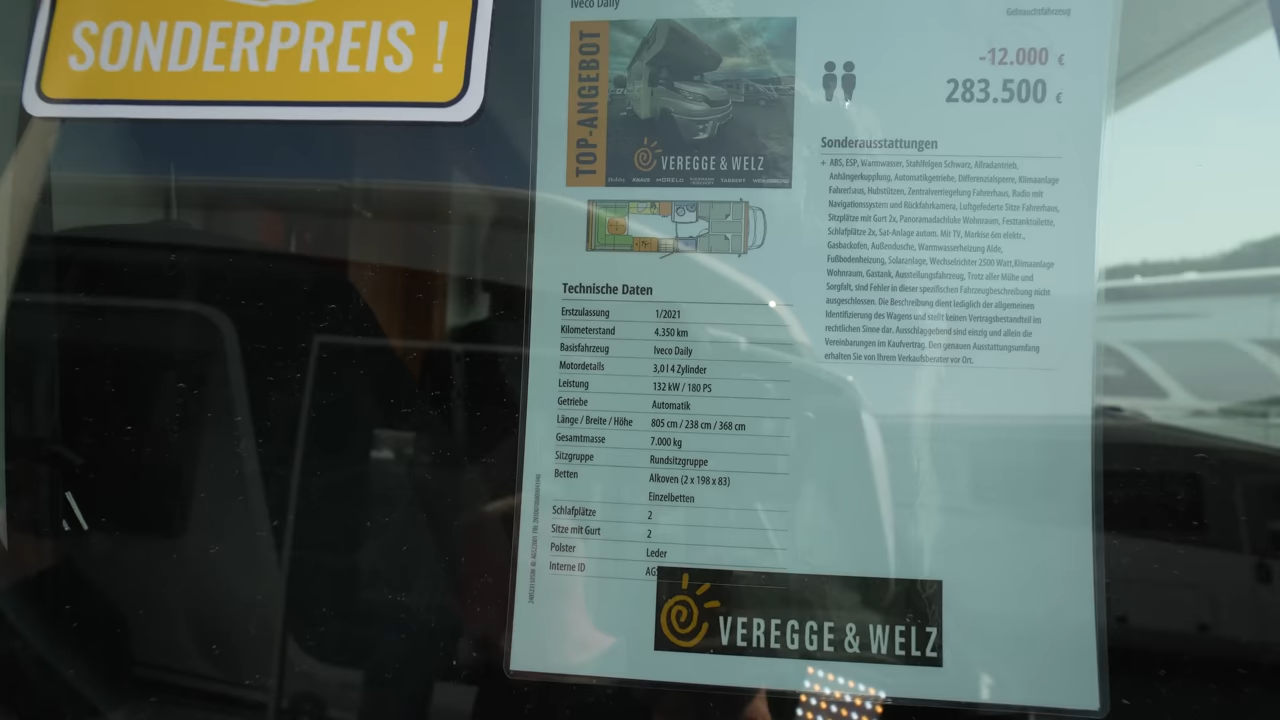 SONDERPREIS !
Iveco Daily
Gebrauchtfahrzeug
TOP-ANGEBOT
VEREGGE & WELZ
KNAUS MORELO TABBERT
-12.000 €
283.500 €
Sonderausstattungen
+ ABS, ESP, Warmwasser, Stahlfelgen Schwarz, Allradantrieb,
Anhängerkupplung, Automatikgetriebe, Differenzialsperre, Klimaanlage
Fahrerhaus, Hubstützen, Zentralverriegelung Fahrerhaus, Radio mit
Navigationssystem und Rückfahrkamera, Luftgefederte Sitze Fahrerhaus,
Sitzplätze mit Gurt 2x, Panoramadachluke Wohnraum, Festtanktoilette,
Schlafplätze 2x, Sat-Anlage autom. Mit TV, Markise 6m elektr.,
Gasbackofen, Außendusche, Warmwasserheizung Alde,
Fußbodenheizung, Solaranlage, Wechselrichter 2500 Watt,Klimaanlage
Wohnraum, Gastank, Ausstellungsfahrzeug, Trotz aller Mühe und
Sorgfalt, sind Fehler in dieser spezifischen Fahrzeugbeschreibung nicht
ausgeschlossen. Die Beschreibung dient lediglich der allgemeinen
Identifizierung des Wagens und stellt keinen Vertragsbestandteil im
rechtlichen Sinne dar. Ausschlaggebend sind einzig und allein die
Vereinbarungen im Kaufvertrag. Den genauen Ausstattungsumfang
erhalten Sie von Ihrem Verkaufsberater vor Ort.
Technische Daten
Erstzulassung 1/2021
Kilometerstand 4.350 km
Basisfahrzeug Iveco Daily
Motordetails 3,0 l 4 Zylinder
Leistung 132 kW / 180 PS
Getriebe Automatik
Länge / Breite / Höhe 805 cm / 238 cm / 368 cm
Gesamtmasse 7.000 kg
Sitzgruppe Rundsitzgruppe
Betten Alkoven (2 x 198 x 83)
Einzelbetten
Schlafplätze 2
Sitze mit Gurt 2
Polster Leder
Interne ID AG
VEREGGE & WELZ